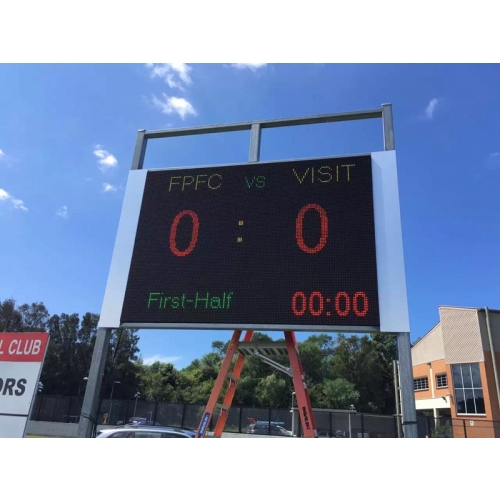 FPFC VS VISIT
0 : 0
First-Half 00:00
L CLUB
ORS